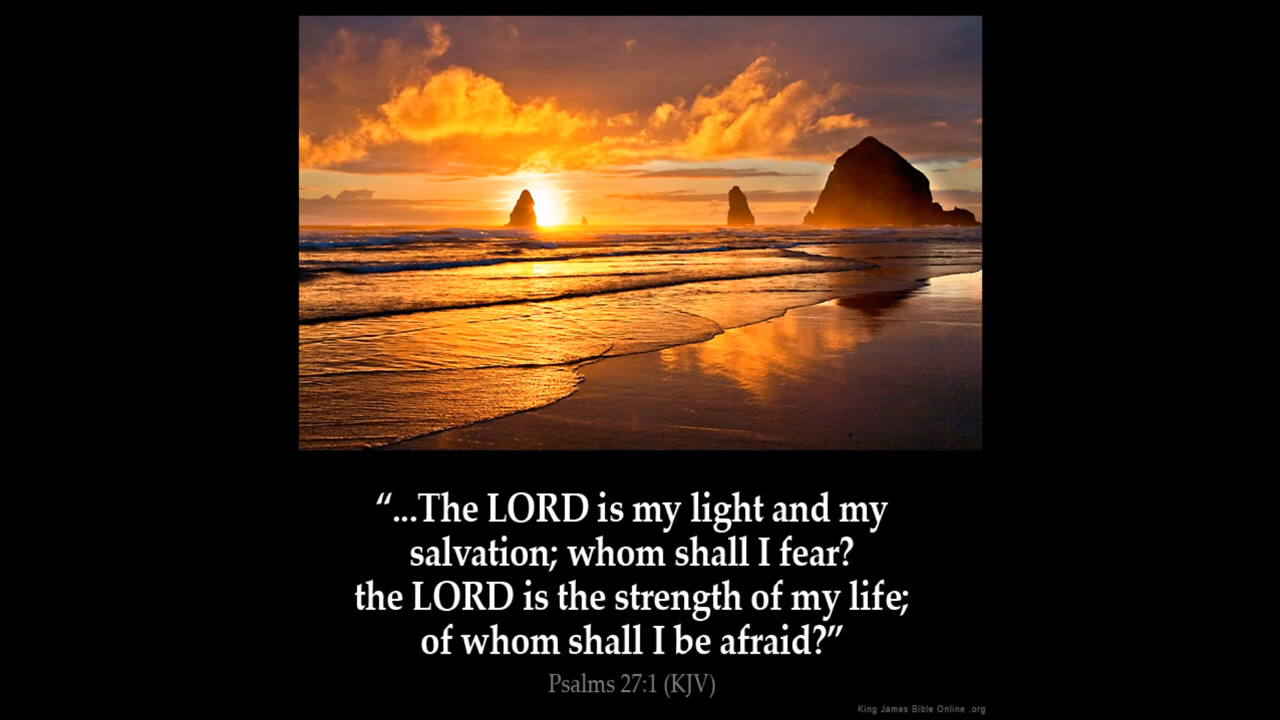 “...The LORD is my light and my
salvation; whom shall I fear?
the LORD is the strength of my life;
of whom shall I be afraid?”
Psalms 27:1 (KJV)
King James Bible Online .org